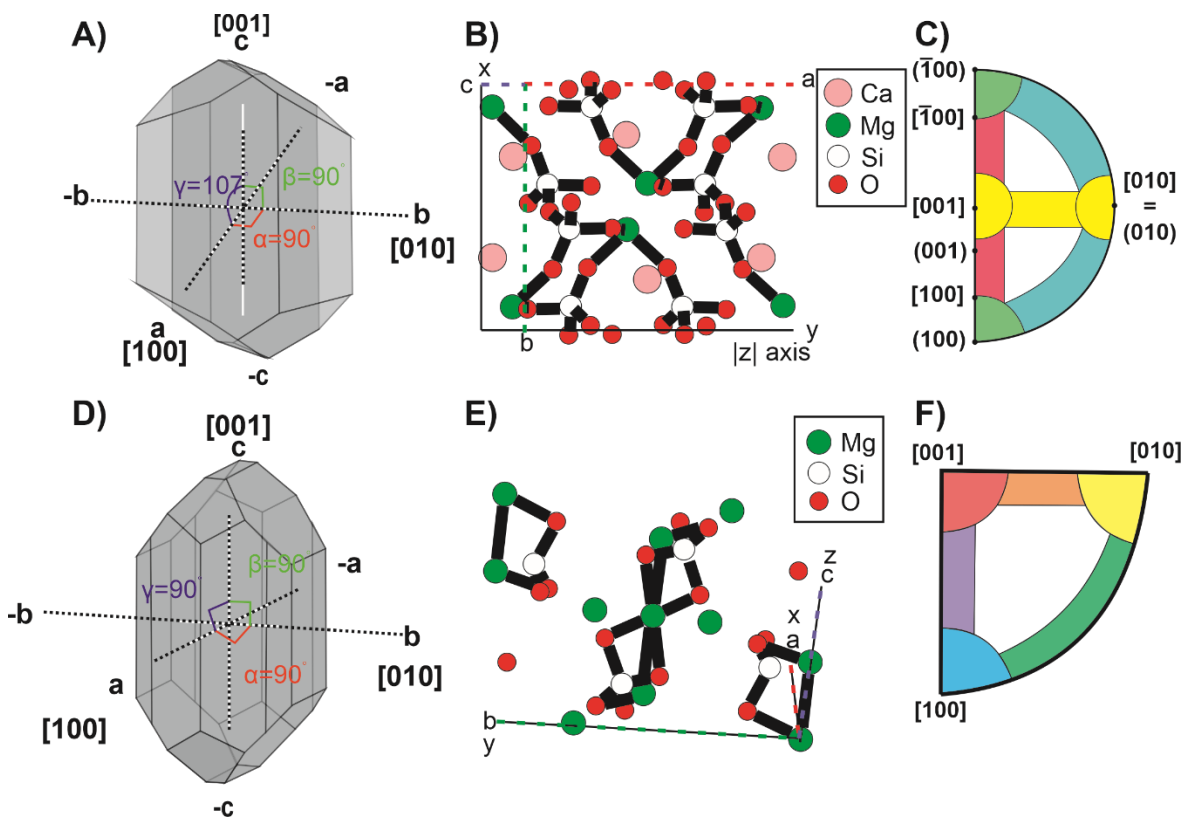 A)
[001]
c
-a
γ=107°
β=90°
-b
b
α=90°
[010]
a
[100]
-c
B)
x
c
a
b
y
|z| axis
Ca
Mg
Si
O
C)
(1̅00)
[1̅00]
[001]
(001)
[100]
(100)
[010]
=
(010)
D)
[001]
c
-a
γ=90°
β=90
-b
b
α=90°
[010]
a
[100]
-c
E)
Mg
Si
O
z
c
x
a
b
y
F)
[001]
[010]
[100]